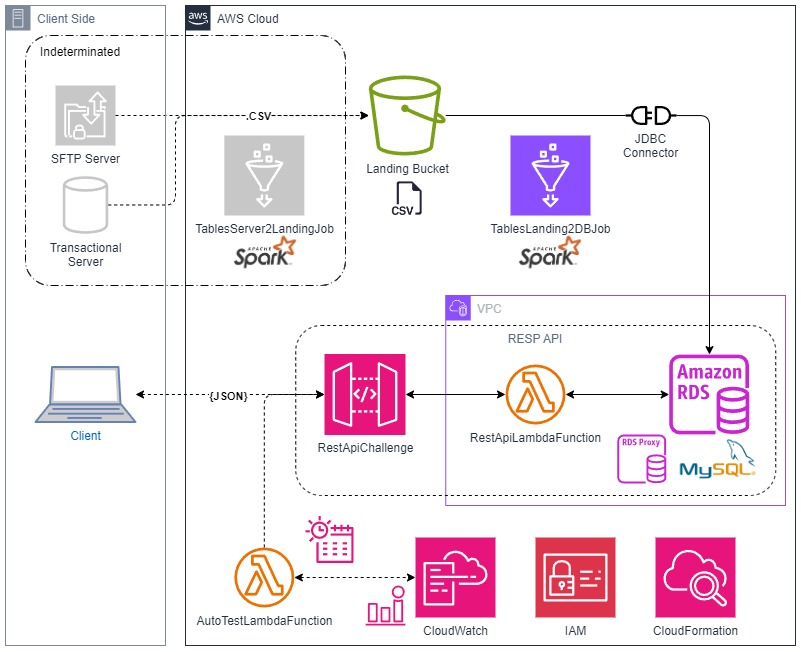 Client Side
aws
AWS Cloud
Indeterminated
SFTP Server
.CSV
Landing Bucket
CSV
JDBC
Connector
Transactional
Server
TablesServer2LandingJob
APACHE
Spark
TablesLanding2DBJob
APACHE
Spark
VPC
RESP API
Client
{JSON}
</>
RestApiChallenge
RestApiLambdaFunction
Amazon
RDS
RDS Proxy
MySQL
AutoTestLambdaFunction
CloudWatch
IAM
CloudFormation